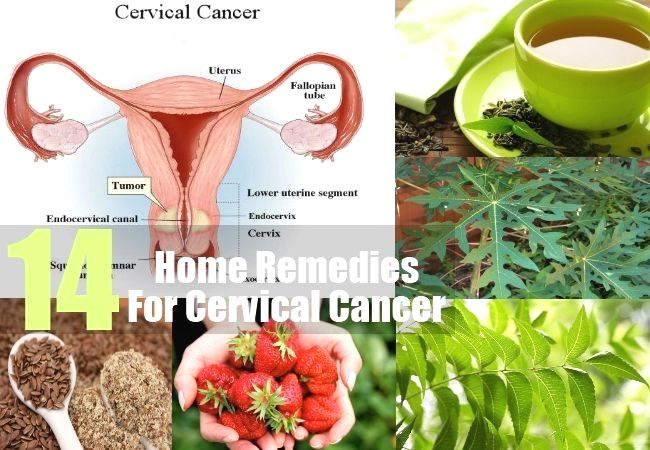 Cervical Cancer
Uterus
Fallopian
tube
Tumor
Lower uterine segment
Endocervical canal
Endocervix
Cervix
14
Home Remedies
For Cervical Cancer